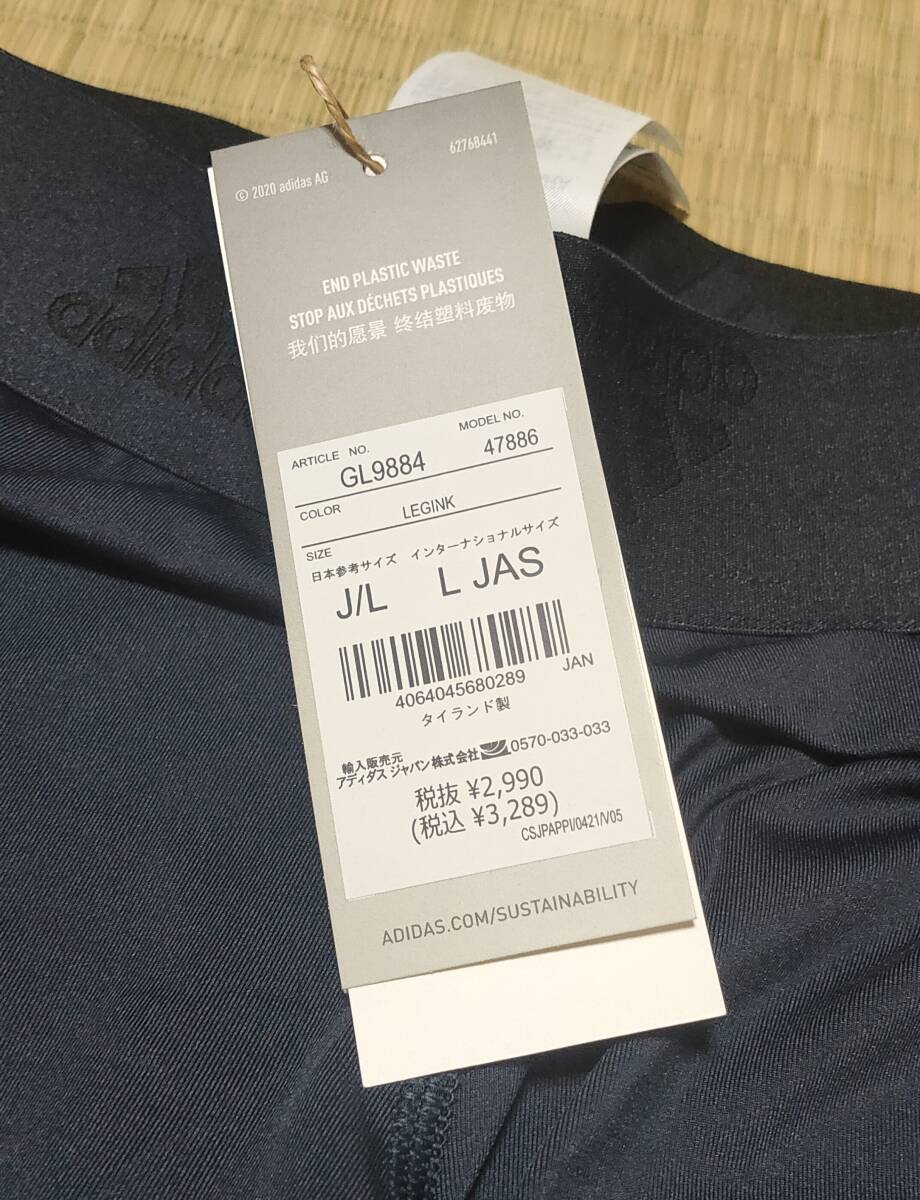 © 2020 adidas AG
62768441
END PLASTIC WASTE
STOP AUX DÉCHETS PLASTIQUES
我们的愿景 终结塑料废物
ARTICLE NO. MODEL NO.
GL9884 47886
COLOR LEGINK
SIZE
日本参考サイズ インターナショナルサイズ
J/L L JAS
4064045680289 JAN
タイランド製
輸入販売元
アディダス ジャパン株式会社 0570-033-033
税抜 ¥2,990
(税込 ¥3,289)
CSJPAPPI/0421/V05
ADIDAS.COM/SUSTAINABILITY
adidas